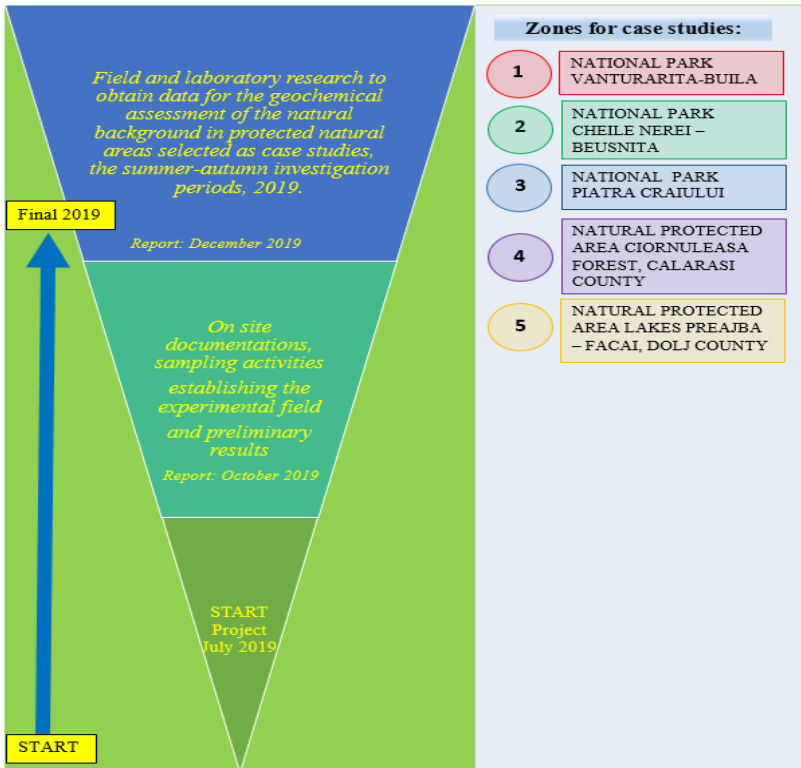 Field and laboratory research to
obtain data for the geochemical
assessment of the natural
background in protected natural
areas selected as case studies,
the summer-autumn investigation
periods, 2019.
Report: December 2019
Final 2019
On site
documentations,
sampling activities
establishing the
experimental field
and preliminary
results
Report: October 2019
START
Project
July 2019
START
Zones for case studies:
1
NATIONAL PARK
VANTURARITA-BUILA
2
NATIONAL PARK
CHEILE NEREI –
BEUSNITA
3
NATIONAL PARK
PIATRA CRAIULUI
4
NATURAL PROTECTED
AREA CIORNULEASA
FOREST, CALARASI
COUNTY
5
NATURAL PROTECTED
AREA LAKES PREAJBA
– FACAI, DOLJ COUNTY